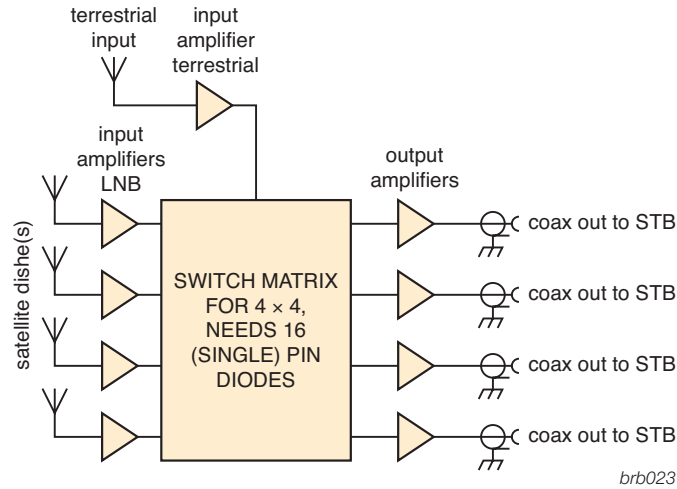 terrestrial
input
input
amplifier
terrestrial
input
amplifiers
LNB
output
amplifiers
satellite dishe(s)
SWITCH MATRIX
FOR 4 × 4,
NEEDS 16
(SINGLE) PIN
DIODES
coax out to STB
coax out to STB
coax out to STB
coax out to STB
brb023